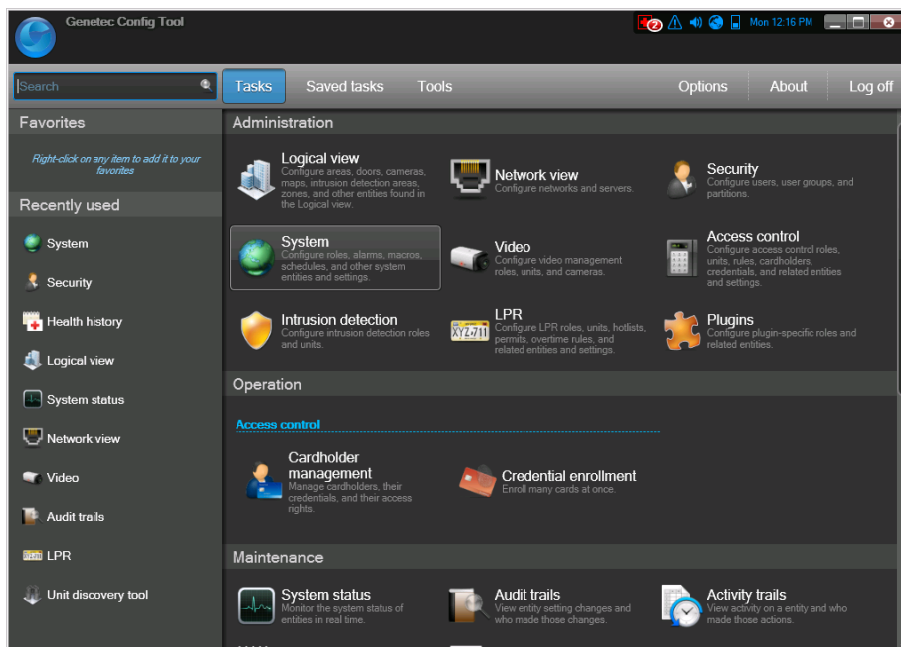 Genetec Config Tool
2
Mon 12:16 PM
Search
Tasks
Saved tasks
Tools
Options
About
Log off
Favorites
Right-click on any item to add it to your
favorites
Recently used
System
Security
Health history
Logical view
System status
Network view
Video
Audit trails
LPR
Unit discovery tool
Administration
Logical view
Configure areas, doors, cameras,
maps, intrusion detection areas,
zones, and other entities found in
the Logical view.
Network view
Configure networks and servers.
Security
Configure users, user groups, and
partitions.
System
Configure roles, alarms, macros,
schedules, and other system
entities and settings.
Video
Configure video management
roles, units, and cameras.
Access control
Configure access control roles,
units, rules, cardholders,
credentials, and related entities
and settings.
Intrusion detection
Configure intrusion detection roles
and units.
XYZ-711
LPR
Configure LPR roles, units, hotlists,
permits, overtime rules, and
related entities and settings.
Plugins
Configure plugin-specific roles and
related entities.
Operation
Access control
Cardholder
management
Manage cardholders, their
credentials, and their access
rights.
Credential enrollment
Enrol many cards at once.
Maintenance
System status
Monitor the system status of
entities in real time.
Audit trails
View entity setting changes and
who made those changes.
Activity trails
View activity on a entity and who
made those actions.